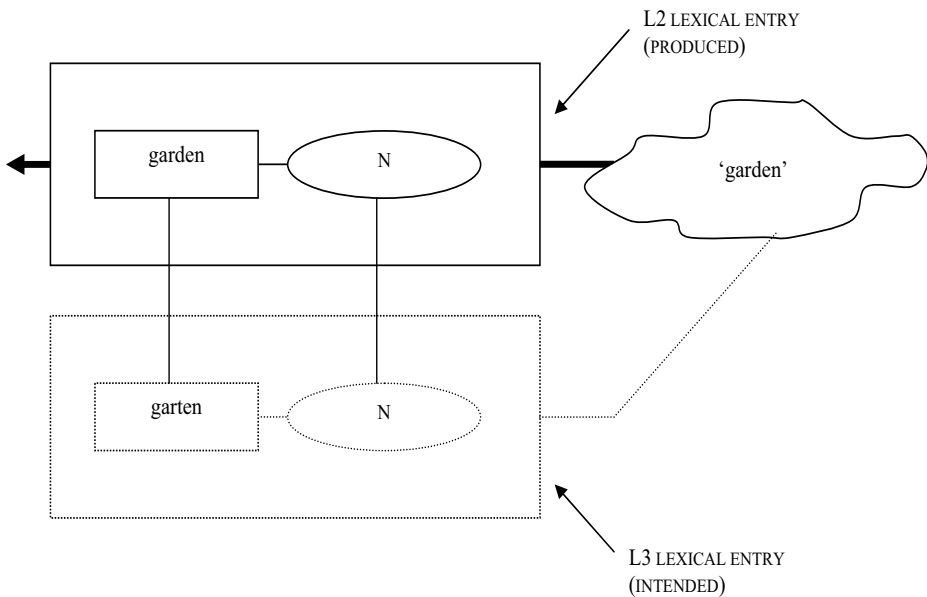 L2 LEXICAL ENTRY
(PRODUCED)
garden
N
‘garden’
garten
N
L3 LEXICAL ENTRY
(INTENDED)